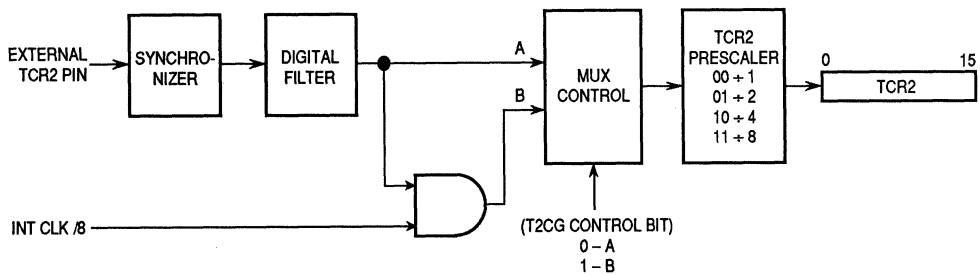 EXTERNAL
TCR2 PIN
SYNCHRO-
NIZER
DIGITAL
FILTER
A
B
MUX
CONTROL
TCR2
PRESCALER
00 ÷ 1
01 ÷ 2
10 ÷ 4
11 ÷ 8
0 15
TCR2
INT CLK /8
(T2CG CONTROL BIT)
0 – A
1 – B